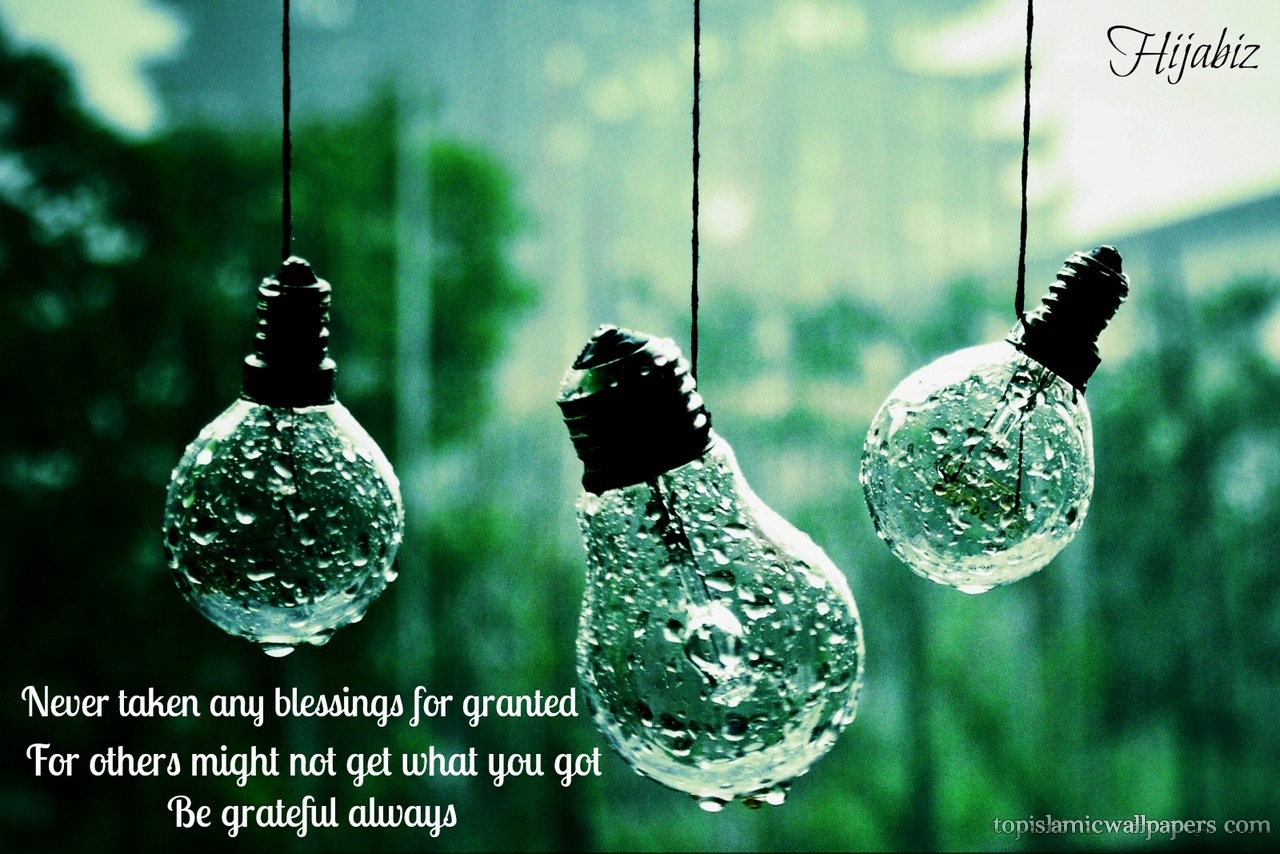 Hijabiz
Never taken any blessings for granted
For others might not get what you got
Be grateful always
topislamicwallpapers com